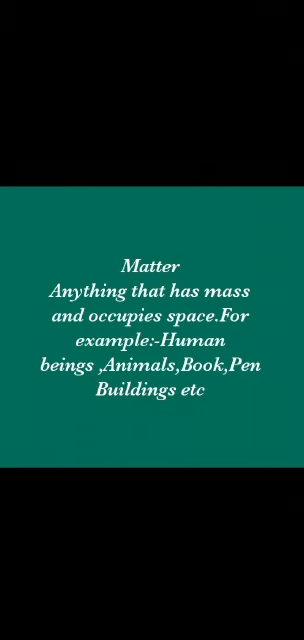 Matter
Anything that has mass
and occupies space.For
example:-Human
beings ,Animals,Book,Pen
Buildings etc